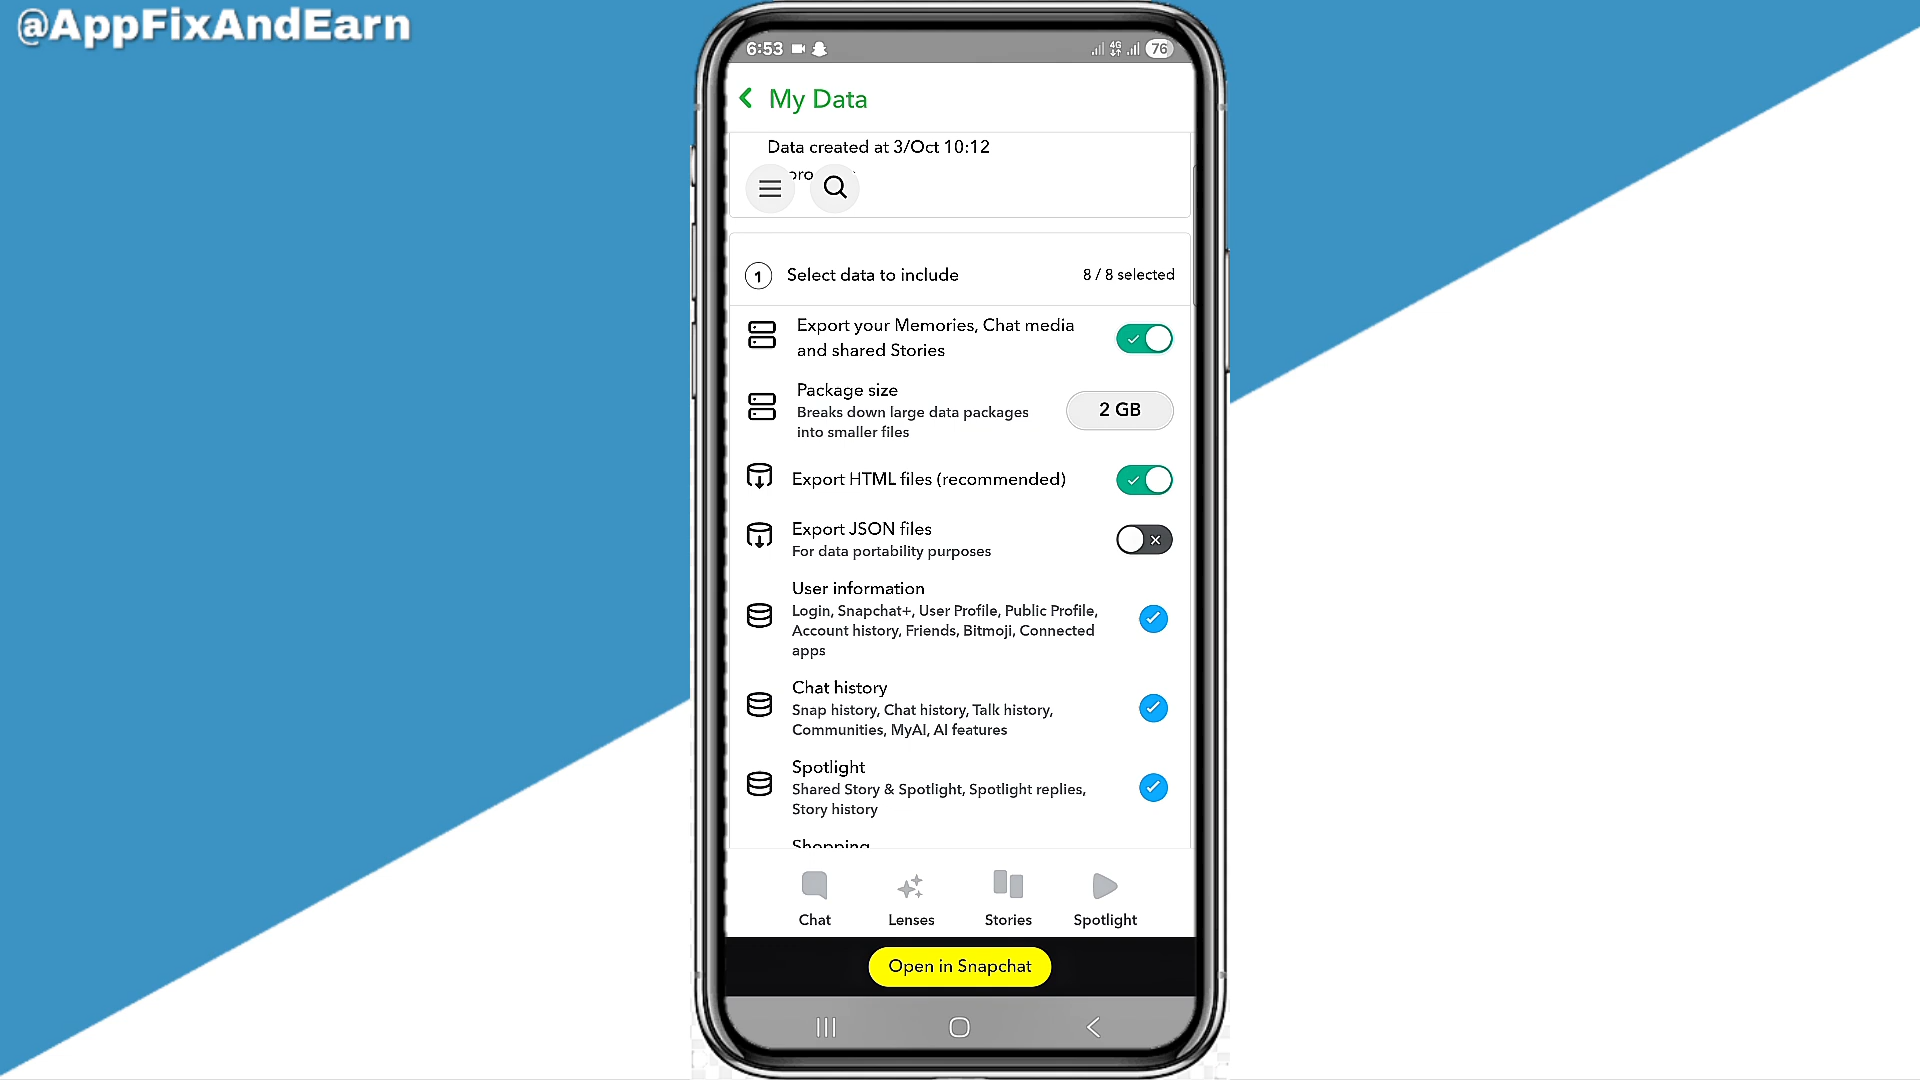 @AppFixAndEarn
6:53
4G
76
My Data
Data created at 3/Oct 10:12
1 Select data to include 8 / 8 selected
Export your Memories, Chat media
and shared Stories
Package size
Breaks down large data packages
into smaller files
2 GB
Export HTML files (recommended)
Export JSON files
For data portability purposes
User information
Login, Snapchat+, User Profile, Public Profile,
Account history, Friends, Bitmoji, Connected
apps
Chat history
Snap history, Chat history, Talk history,
Communities, MyAI, AI features
Spotlight
Shared Story & Spotlight, Spotlight replies,
Story history
Shopping
Chat Lenses Stories Spotlight
Open in Snapchat